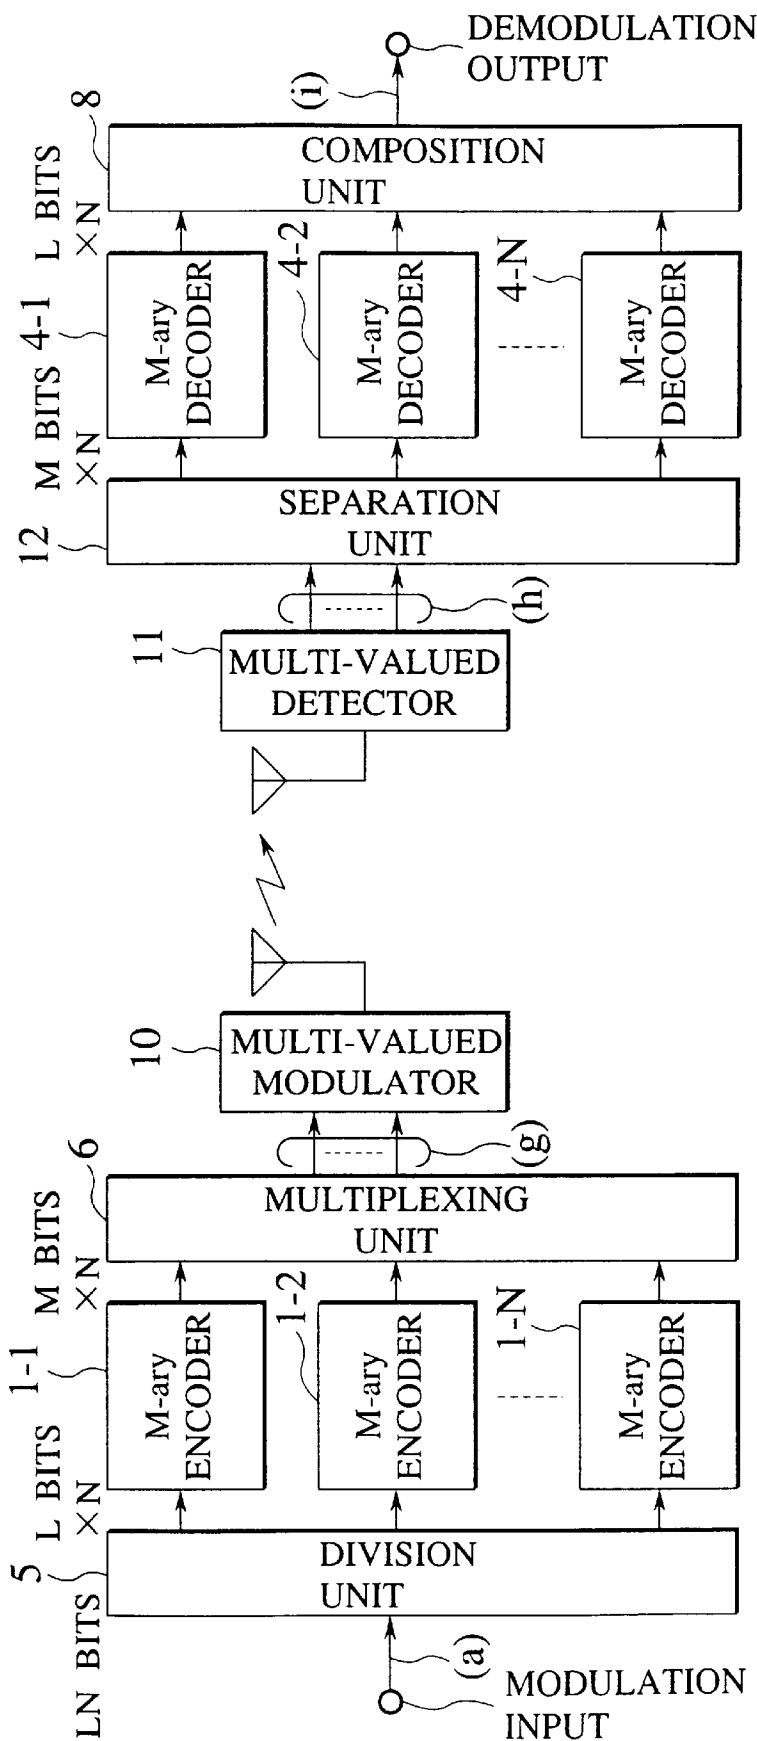 MODULATION
INPUT
(a)
LN BITS
5
DIVISION
UNIT
L BITS
×N
1-1
M-ary
ENCODER
1-2
M-ary
ENCODER
1-N
M-ary
ENCODER
M BITS
×N
6
MULTIPLEXING
UNIT
(g)
10
MULTI-VALUED
MODULATOR
11
MULTI-VALUED
DETECTOR
(h)
12
SEPARATION
UNIT
M BITS
×N
4-1
M-ary
DECODER
4-2
M-ary
DECODER
4-N
M-ary
DECODER
L BITS
×N
8
COMPOSITION
UNIT
(i)
DEMODULATION
OUTPUT